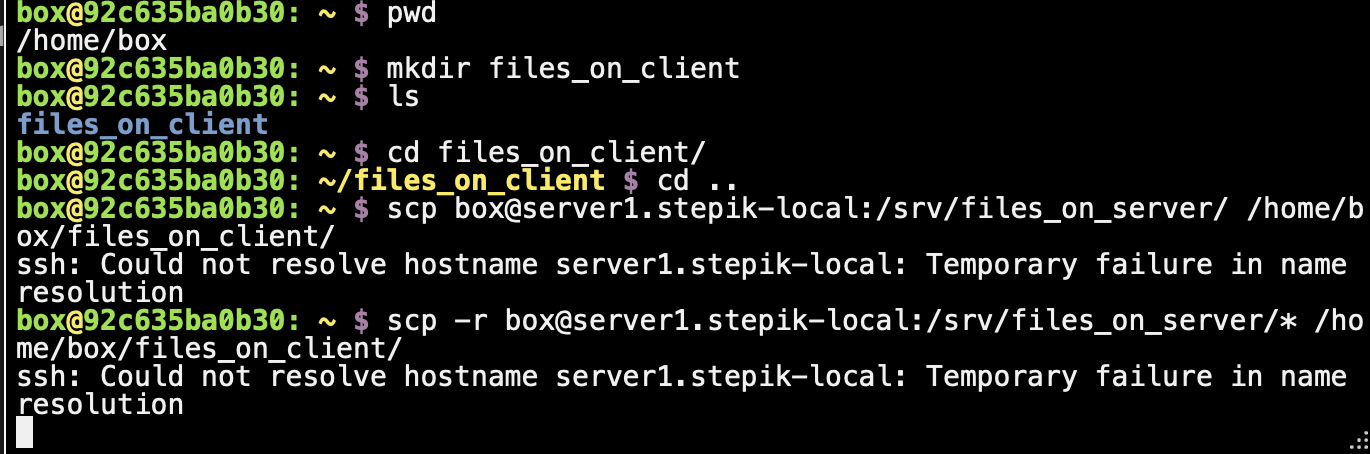 box@92c635ba0b30: ~ $ pwd
/home/box
box@92c635ba0b30: ~ $ mkdir files_on_client
box@92c635ba0b30: ~ $ ls
files_on_client
box@92c635ba0b30: ~ $ cd files_on_client/
box@92c635ba0b30: ~/files_on_client $ cd ..
box@92c635ba0b30: ~ $ scp box@server1.stepik-local:/srv/files_on_server/ /home/b
ox/files_on_client/
ssh: Could not resolve hostname server1.stepik-local: Temporary failure in name
resolution
box@92c635ba0b30: ~ $ scp -r box@server1.stepik-local:/srv/files_on_server/* /ho
me/box/files_on_client/
ssh: Could not resolve hostname server1.stepik-local: Temporary failure in name
resolution